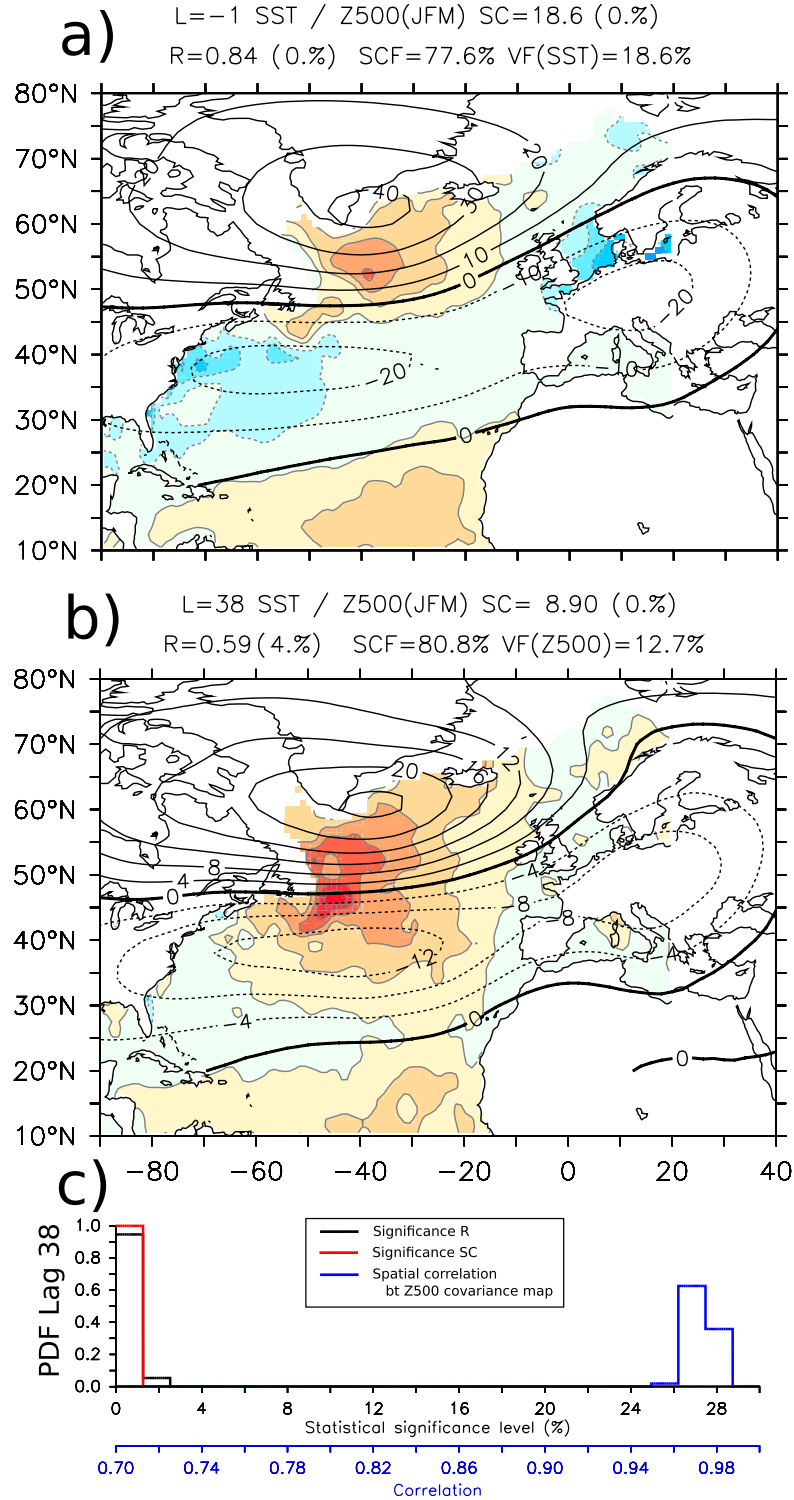 a)
L=−1 SST / Z500(JFM) SC=18.6 (0.%)
R=0.84 (0.%) SCF=77.6% VF(SST)=18.6%
80°N
70°N
60°N
50°N
40°N
30°N
20°N
10°N
20
40
30
10
0
−10
−20
−20
0
b)
L=38 SST / Z500(JFM) SC= 8.90 (0.%)
R=0.59(4.%) SCF=80.8% VF(Z500)=12.7%
80°N
70°N
60°N
50°N
40°N
30°N
20°N
10°N
12
16
20
8
4
0
4
8
8
−4
−12
−4
0
0
−80 −60 −40 −20 0 20 40
c)
PDF Lag 38
1.0
0.8
0.6
0.4
0.2
0.0
Significance R
Significance SC
Spatial correlation
bt Z500 covariance map
0 4 8 12 16 20 24 28
Statistical significance level (%)
0.70 0.74 0.78 0.82 0.86 0.90 0.94 0.98
Correlation